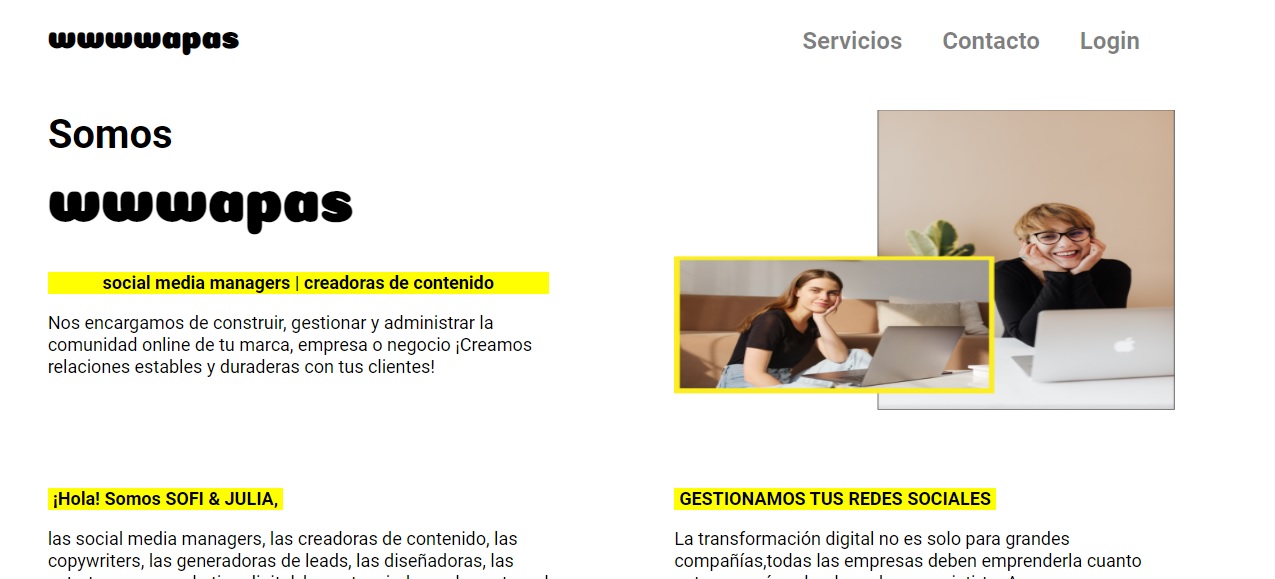 wwwwapas
Servicios Contacto Login
Somos
wwwapas
social media managers | creadoras de contenido
Nos encargamos de construir, gestionar y administrar la
comunidad online de tu marca, empresa o negocio ¡Creamos
relaciones estables y duraderas con tus clientes!
¡Hola! Somos SOFI & JULIA,
las social media managers, las creadoras de contenido, las
copywriters, las generadoras de leads, las diseñadoras, las
GESTIONAMOS TUS REDES SOCIALES
La transformación digital no es solo para grandes
compañías,todas las empresas deben emprenderla cuanto